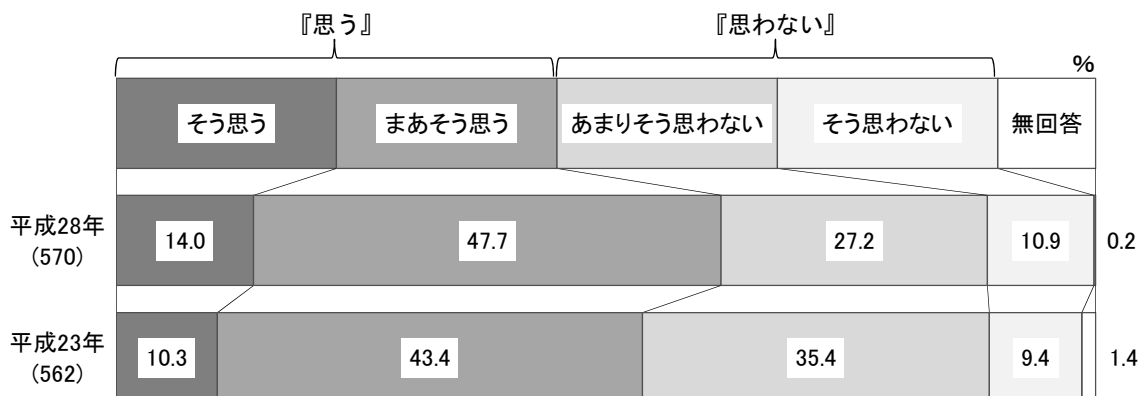 『思う』 『思わない』
%
そう思う まあそう思う あまりそう思わない そう思わない 無回答
平成28年
(570)
14.0 47.7 27.2 10.9 0.2
平成23年
(562)
10.3 43.4 35.4 9.4 1.4